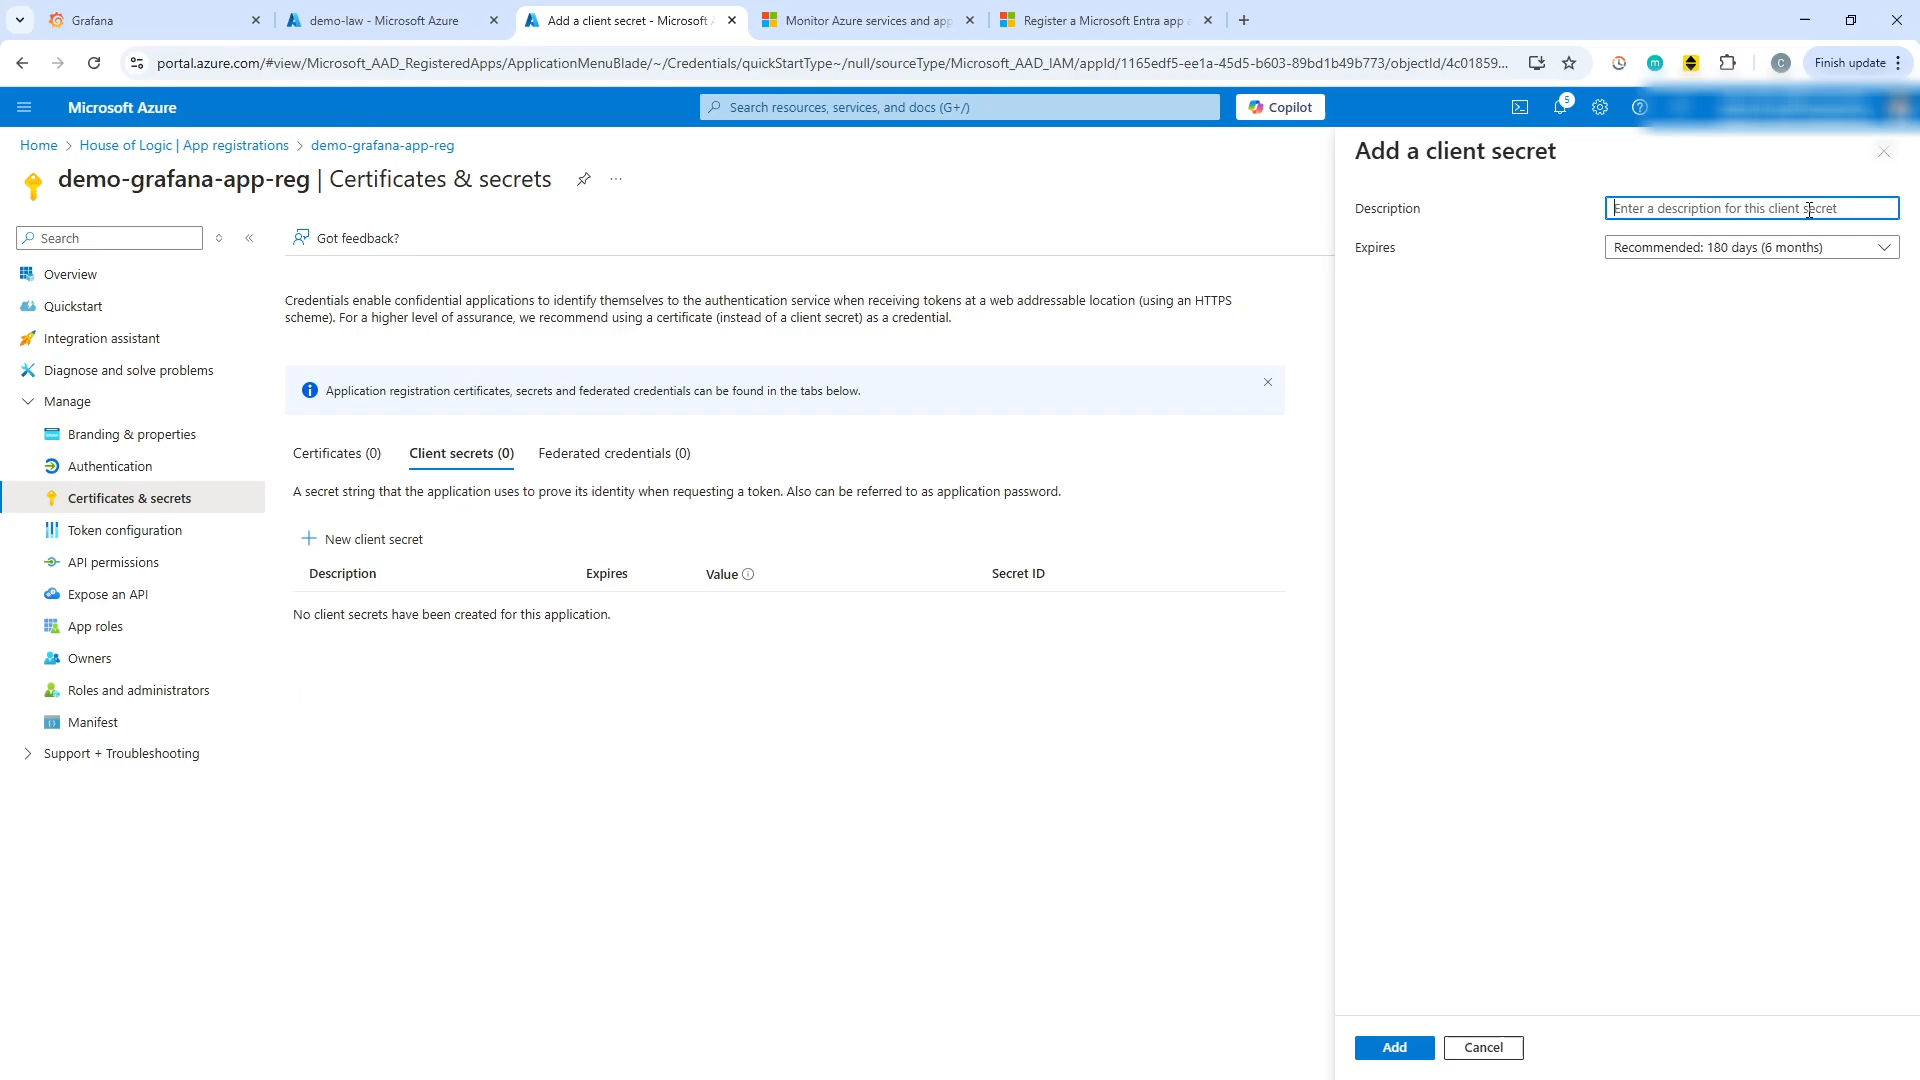 Grafana
demo-law - Microsoft Azure
Add a client secret - Microsoft
Monitor Azure services and app
Register a Microsoft Entra app
portal.azure.com/#view/Microsoft_AAD_RegisteredApps/ApplicationMenuBlade/~/Credentials/quickStartType~/null/sourceType/Microsoft_AAD_IAM/appId/1165edf5-ee1a-45d5-b603-89bd1b49b773/objectId/4c01859...
m
C
Finish update
Microsoft Azure
Search resources, services, and docs (G+/)
Copilot
5
Home > House of Logic | App registrations > demo-grafana-app-reg
demo-grafana-app-reg | Certificates & secrets
Search
Got feedback?
Overview
Quickstart
Integration assistant
Diagnose and solve problems
Manage
Branding & properties
Authentication
Certificates & secrets
Token configuration
API permissions
Expose an API
App roles
Owners
Roles and administrators
Manifest
Support + Troubleshooting
Credentials enable confidential applications to identify themselves to the authentication service when receiving tokens at a web addressable location (using an HTTPS
scheme). For a higher level of assurance, we recommend using a certificate (instead of a client secret) as a credential.
Application registration certificates, secrets and federated credentials can be found in the tabs below.
Certificates (0)
Client secrets (0)
Federated credentials (0)
A secret string that the application uses to prove its identity when requesting a token. Also can be referred to as application password.
New client secret
Description
Expires
Value
Secret ID
No client secrets have been created for this application.
Add a client secret
Description
Enter a description for this client secret
Expires
Recommended: 180 days (6 months)
Add
Cancel